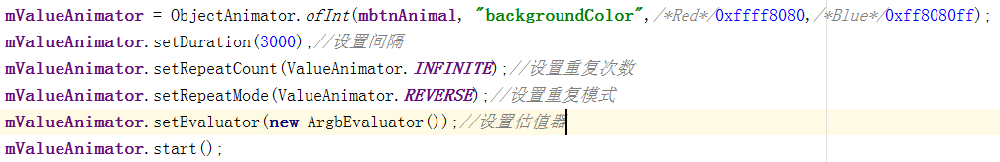 mValueAnimator = ObjectAnimator.ofInt(mbtnAnimal, "backgroundColor",/*Red*/0xffff8080,/*Blue*/0xff8080ff);
mValueAnimator.setDuration(3000);//设置间隔
mValueAnimator.setRepeatCount(ValueAnimator.INFINITE);//设置重复次数
mValueAnimator.setRepeatMode(ValueAnimator.REVERSE);//设置重复模式
mValueAnimator.setEvaluator(new ArgbEvaluator());//设置估值器
mValueAnimator.start();